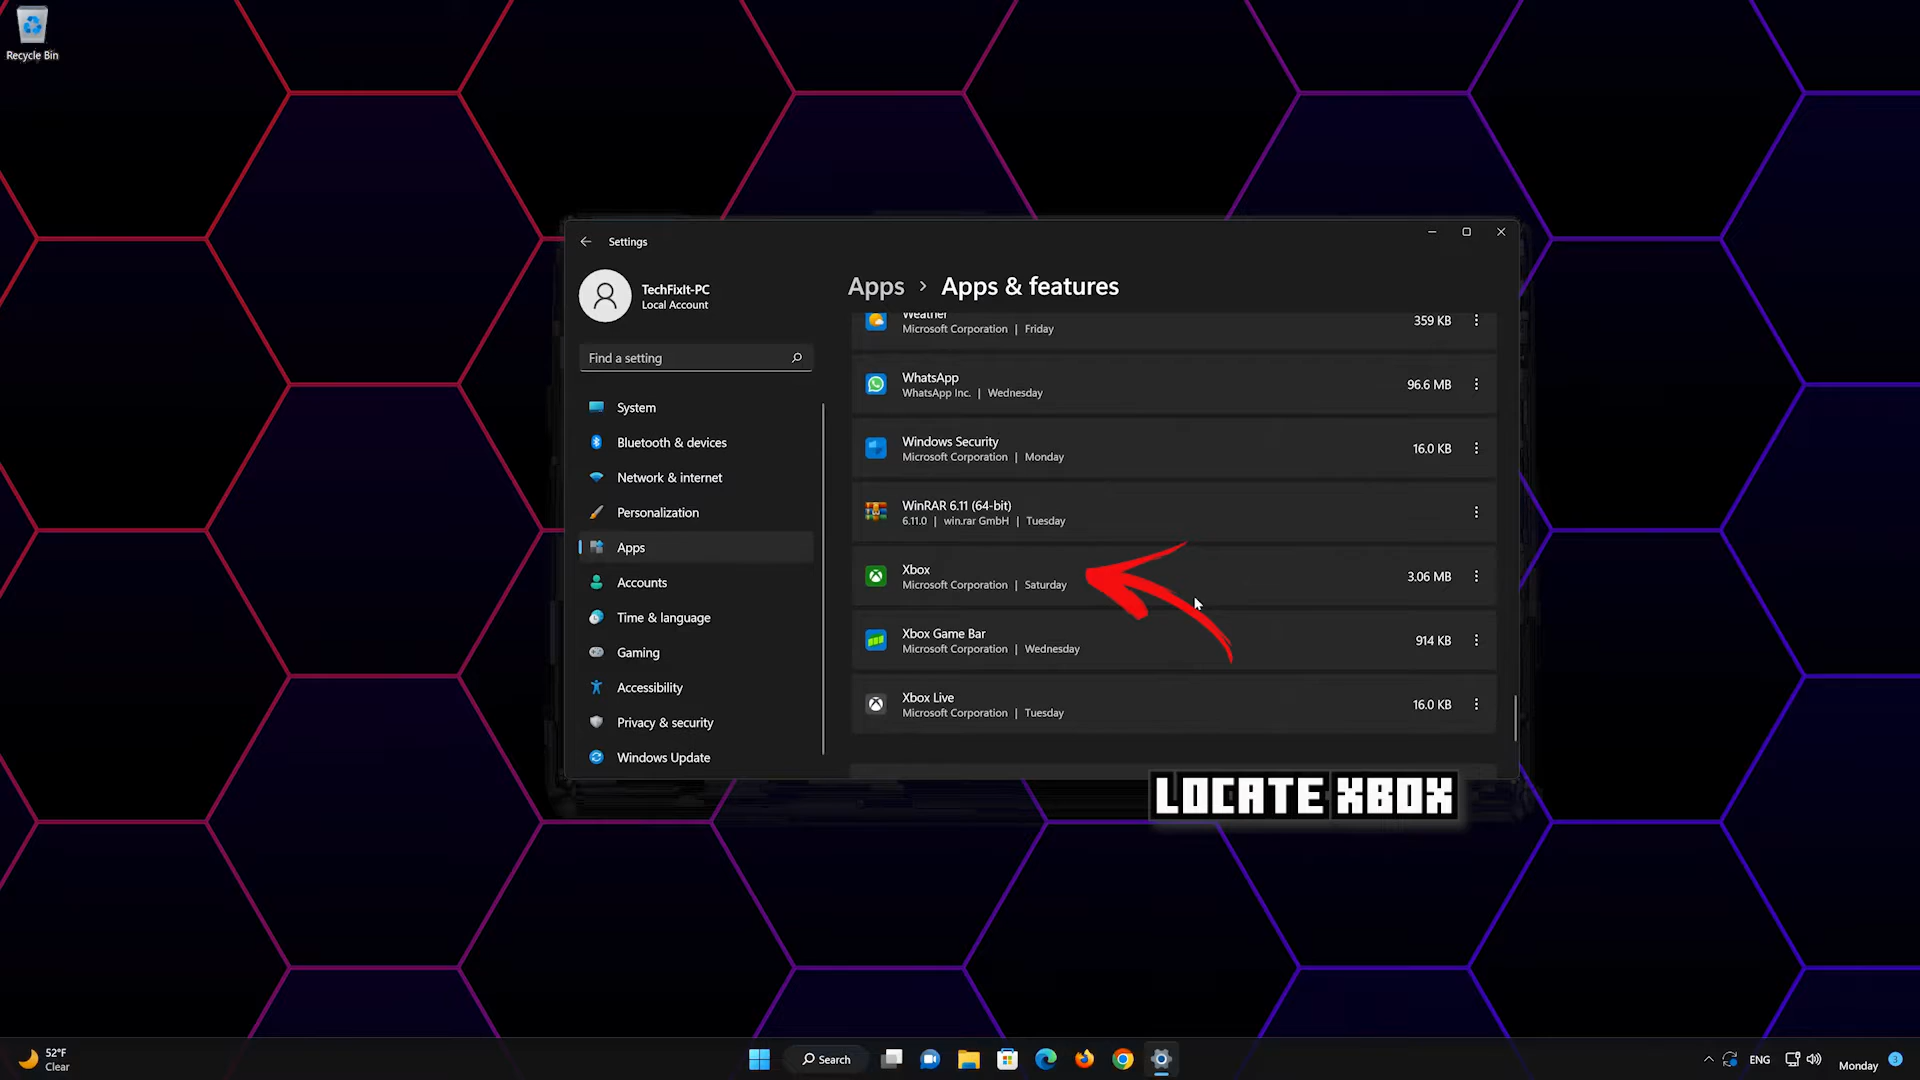 Recycle Bin
Settings
TechFixIt-PC
Local Account
Find a setting
System
Bluetooth & devices
Network & internet
Personalization
Apps
Accounts
Time & language
Gaming
Accessibility
Privacy & security
Windows Update
Apps > Apps & features
Weather
Microsoft Corporation | Friday
359 KB
WhatsApp
WhatsApp Inc. | Wednesday
96.6 MB
Windows Security
Microsoft Corporation | Monday
16.0 KB
WinRAR 6.11 (64-bit)
6.11.0 | win.rar GmbH | Tuesday
Xbox
Microsoft Corporation | Saturday
3.06 MB
Xbox Game Bar
Microsoft Corporation | Wednesday
914 KB
Xbox Live
Microsoft Corporation | Tuesday
16.0 KB
LOCATE XBOX
52°F
Clear
Search
ENG
Monday
3